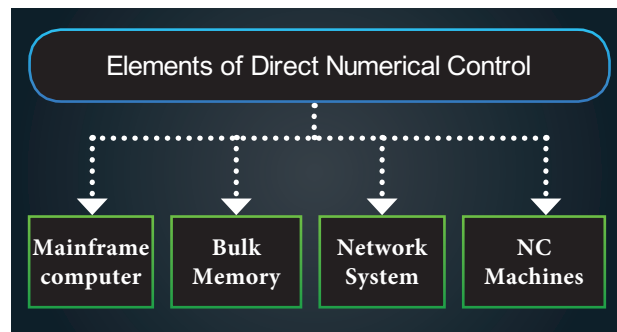 Elements of Direct Numerical Control
Mainframe
computer
Bulk
Memory
Network
System
NC
Machines